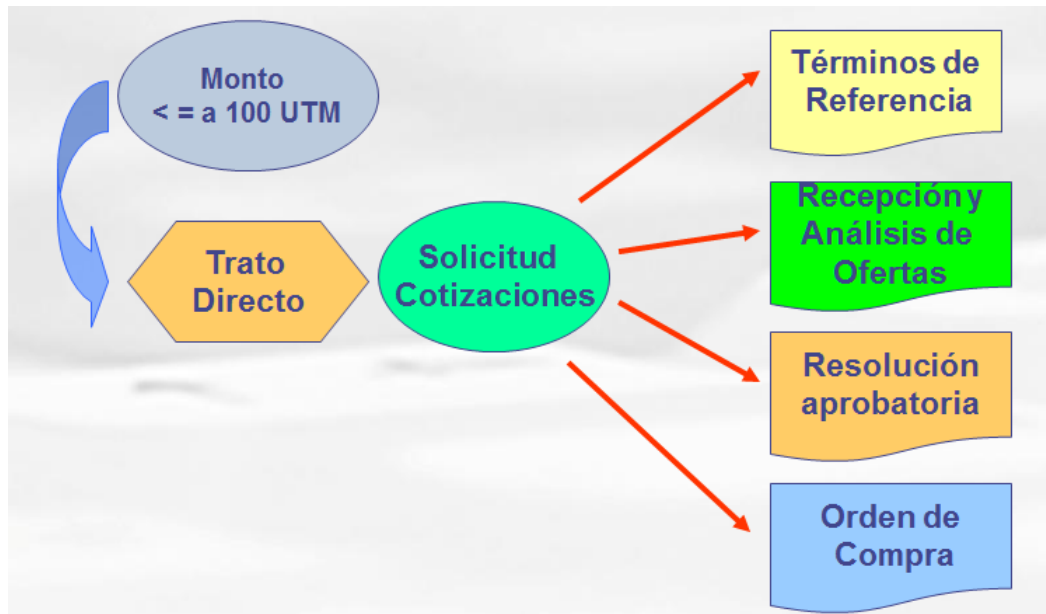 Monto
< = a 100 UTM
Trato
Directo
Solicitud
Cotizaciones
Términos de
Referencia
Recepción y
Análisis de
Ofertas
Resolución
aprobatoria
Orden de
Compra